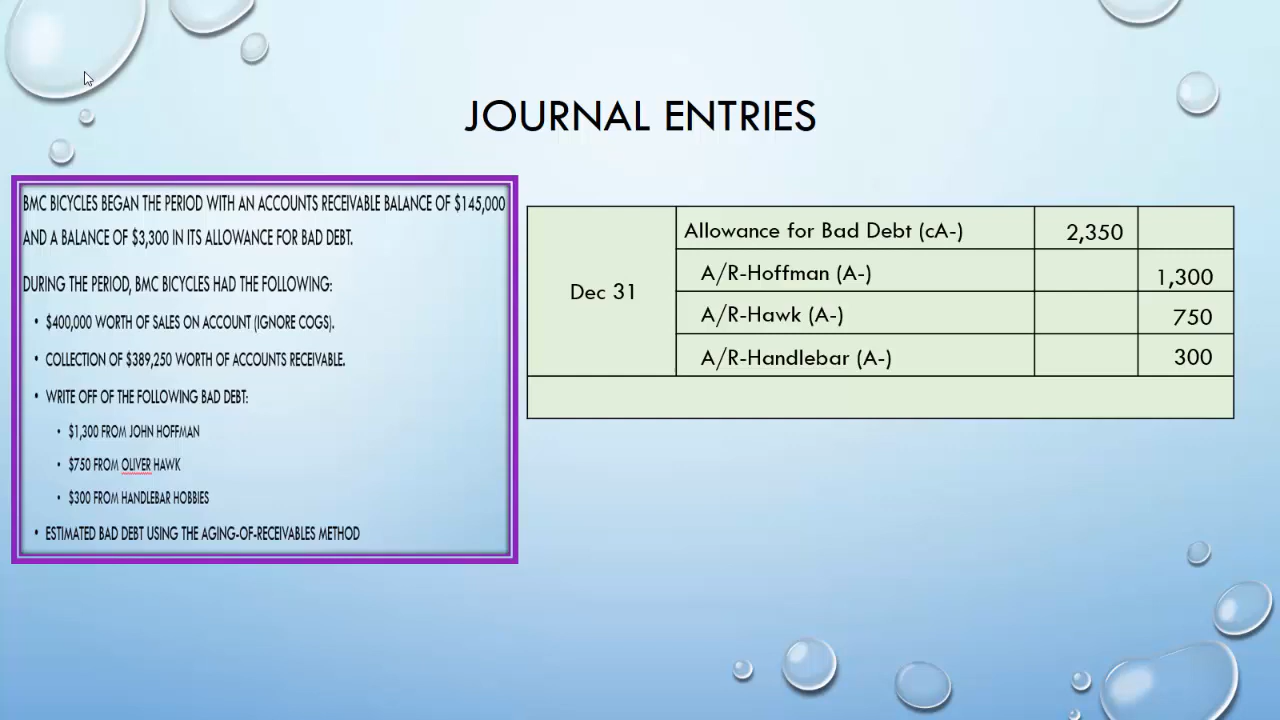 JOURNAL ENTRIES
BMC BICYCLES BEGAN THE PERIOD WITH AN ACCOUNTS RECEIVABLE BALANCE OF $145,000
AND A BALANCE OF $3,300 IN ITS ALLOWANCE FOR BAD DEBT.
DURING THE PERIOD, BMC BICYCLES HAD THE FOLLOWING:
• $400,000 WORTH OF SALES ON ACCOUNT (IGNORE COGS).
• COLLECTION OF $389,250 WORTH OF ACCOUNTS RECEIVABLE.
• WRITE OFF OF THE FOLLOWING BAD DEBT:
• $1,300 FROM JOHN HOFFMAN
• $750 FROM OLIVER HAWK
• $300 FROM HANDLEBAR HOBBIES
• ESTIMATED BAD DEBT USING THE AGING-OF-RECEIVABLES METHOD
Dec 31
Allowance for Bad Debt (cA-) 2,350
A/R-Hoffman (A-) 1,300
A/R-Hawk (A-) 750
A/R-Handlebar (A-) 300